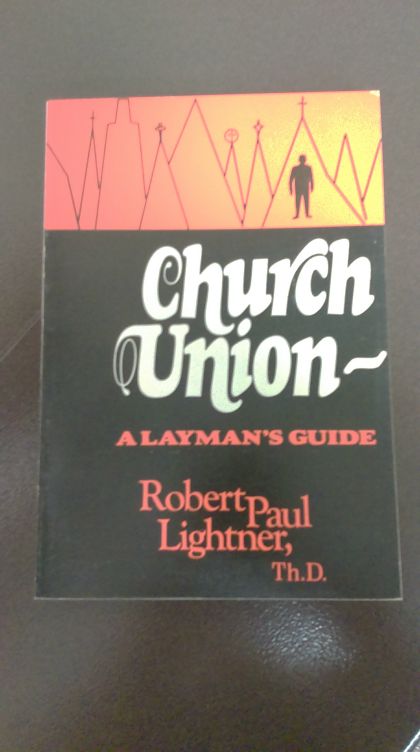 Church
Union~
A LAYMAN'S GUIDE
Robert Paul
Lightner,
Th.D.